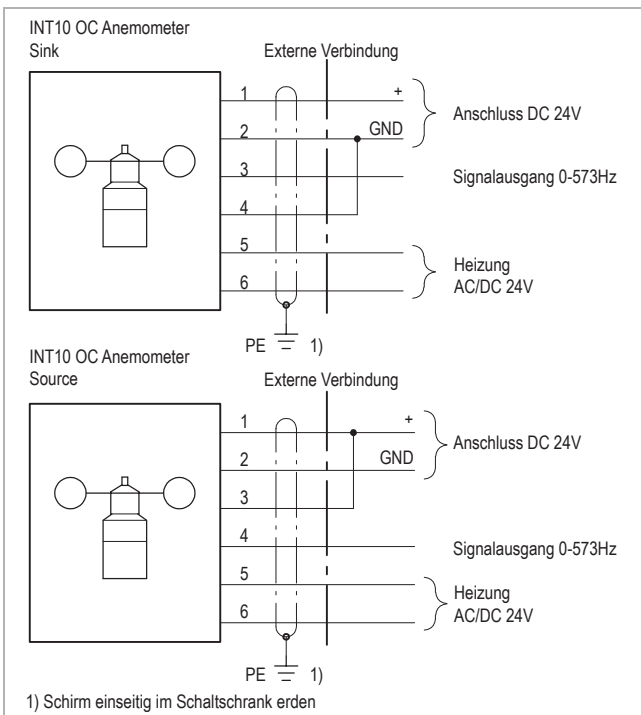 INT10 OC Anemometer
Sink
Externe Verbindung
1
+
2
GND
Anschluss DC 24V
3
Signalausgang 0-573Hz
4
5
Heizung
AC/DC 24V
6
PE
1)
INT10 OC Anemometer
Source
Externe Verbindung
1
+
2
GND
Anschluss DC 24V
3
4
Signalausgang 0-573Hz
5
Heizung
AC/DC 24V
6
PE
1)
1) Schirm einseitig im Schaltschrank erden